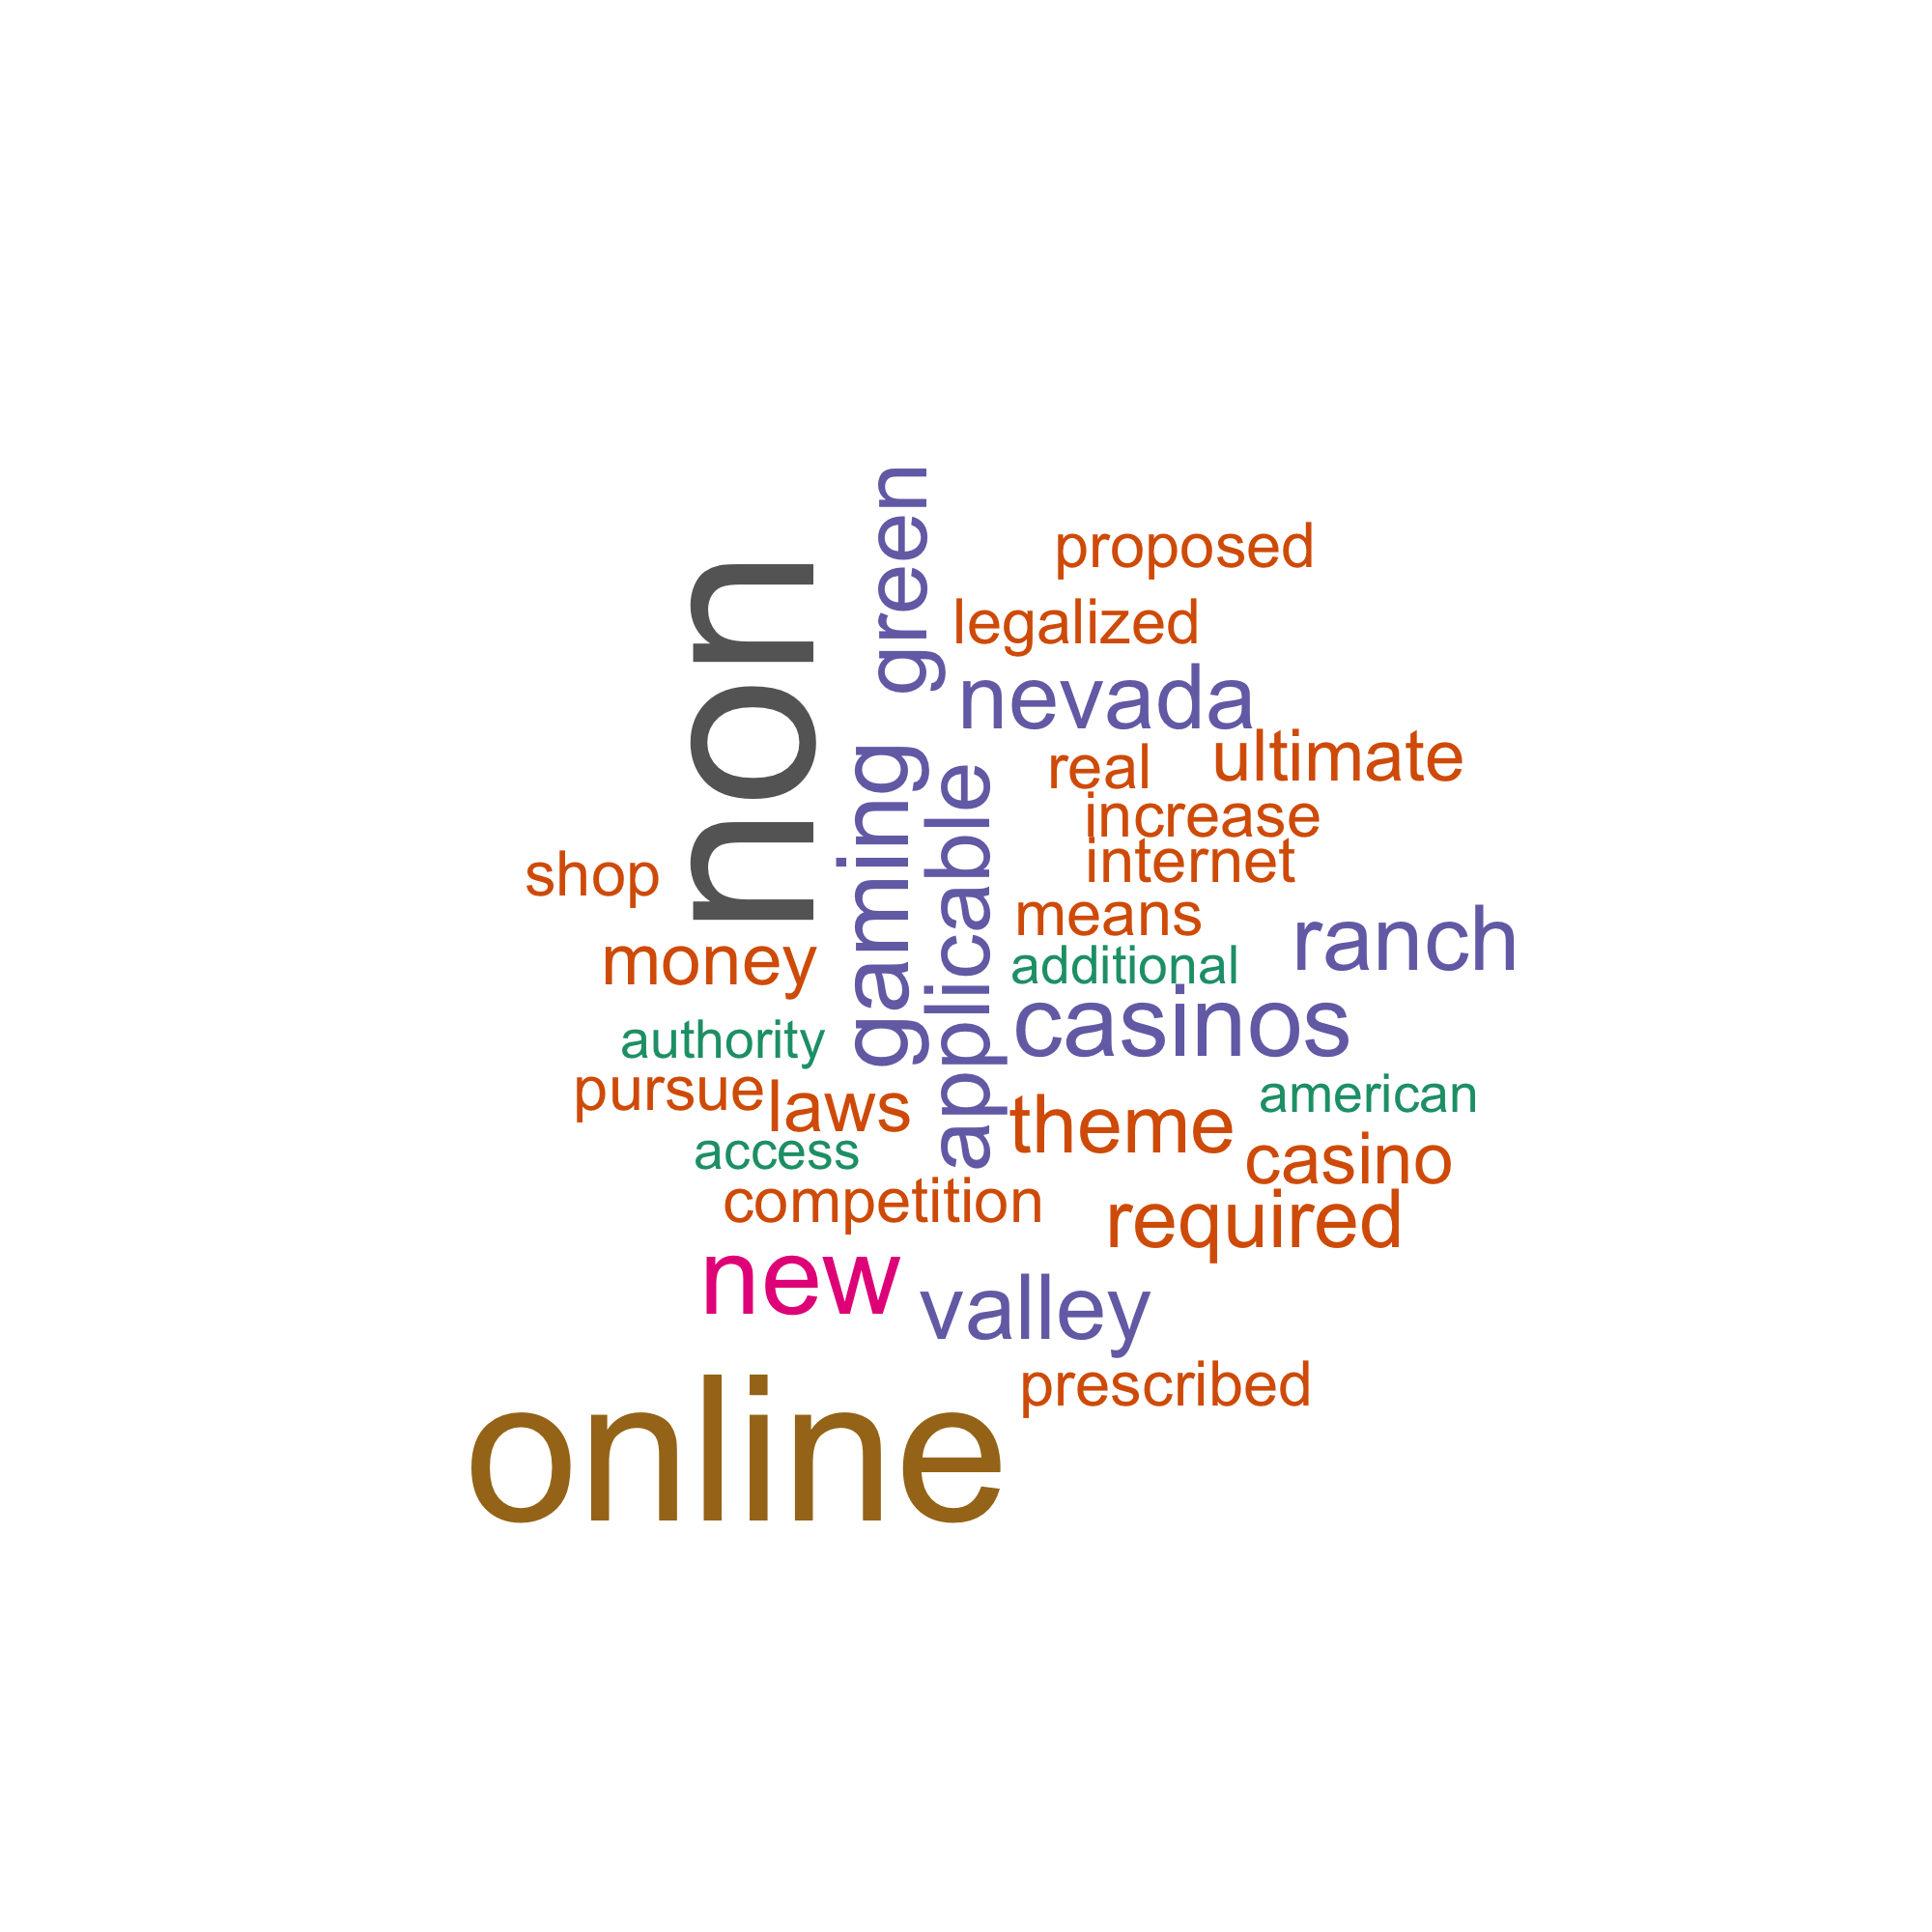 green
proposed
non
legalized
nevada
ultimate
real
gaming
applicable
increase
internet
shop
means
ranch
money
additional
casinos
authority
pursue
laws
american
theme
access
casino
competition
required
new
valley
prescribed
online